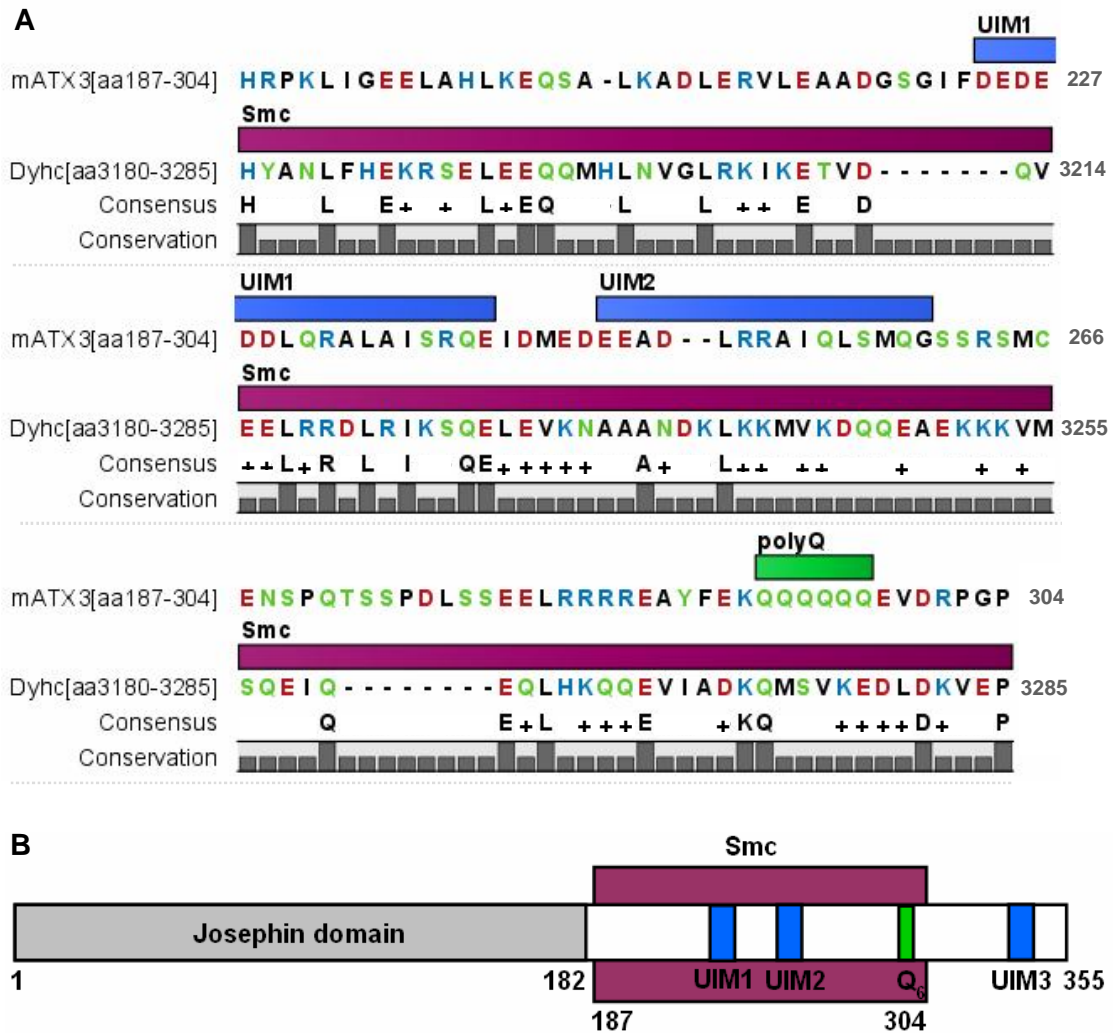 A
UIM1
mATX3[aa187-304] HRPKLIGEELAHLKEQSA-LKADLERVLEAADGSGIFDEDE 227
Smc
Dyhc[aa3180-3285] HYANLFHEKRSELEEQQMHLNVGLRKIKETVD-------QV 3214
Consensus H L E+ + L+EQ L L ++ E D
Conservation
UIM1 UIM2
mATX3[aa187-304] DDLQRALAISRQEIDMEDEEAD--LRRAIQLSMQGSSRSMC 266
Smc
Dyhc[aa3180-3285] EELRRDLRIKSQELEVKNAAANDKLKKMVKDQQEAEKKKVM 3255
Consensus ++L+R L I QE+++++ A+ L++ ++ + + +
Conservation
polyQ
mATX3[aa187-304] ENSPQTSSPDLSSEELRRRREAYFEKQQQQQQEVDRPGP 304
Smc
Dyhc[aa3180-3285] SQEIQ--------EQLHKQQEVIADKQMSVKEDLDKVEP 3285
Consensus Q E+L +++E +KQ ++++D+ P
Conservation
B
Smc
Josephin domain
1 182 UIM1 UIM2 Q6 UIM3 355
187 304